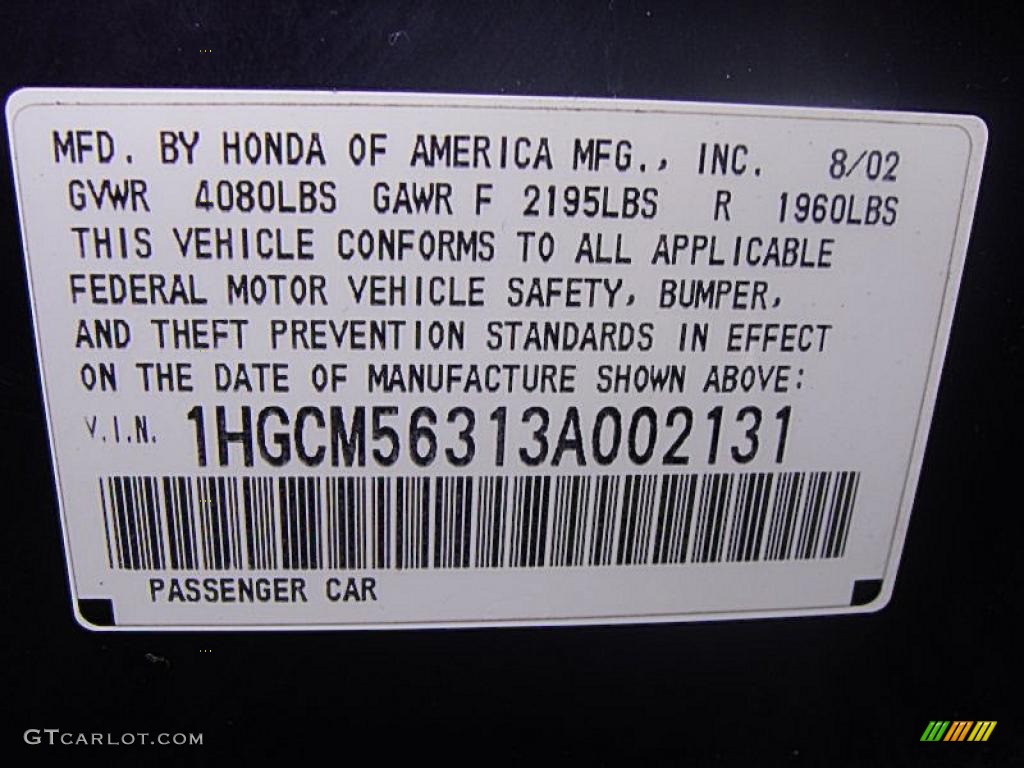 MFD. BY HONDA OF AMERICA MFG., INC. 8/02
GVWR 4080LBS GAWR F 2195LBS R 1960LBS
THIS VEHICLE CONFORMS TO ALL APPLICABLE
FEDERAL MOTOR VEHICLE SAFETY, BUMPER,
AND THEFT PREVENTION STANDARDS IN EFFECT
ON THE DATE OF MANUFACTURE SHOWN ABOVE:
V.I.N. 1HGCM56313A002131
PASSENGER CAR
GTCARLOT.COM